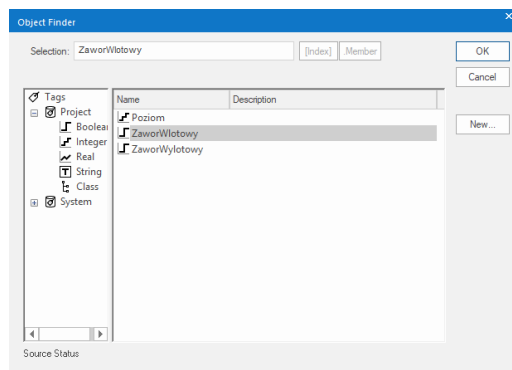 Object Finder
Selection: ZaworWlotowy [Index] .Member OK
Cancel
Tags Name Description
Project Poziom New...
Boolean ZaworWlotowy
Integer ZaworWylotowy
Real
String
Class
System
Source Status